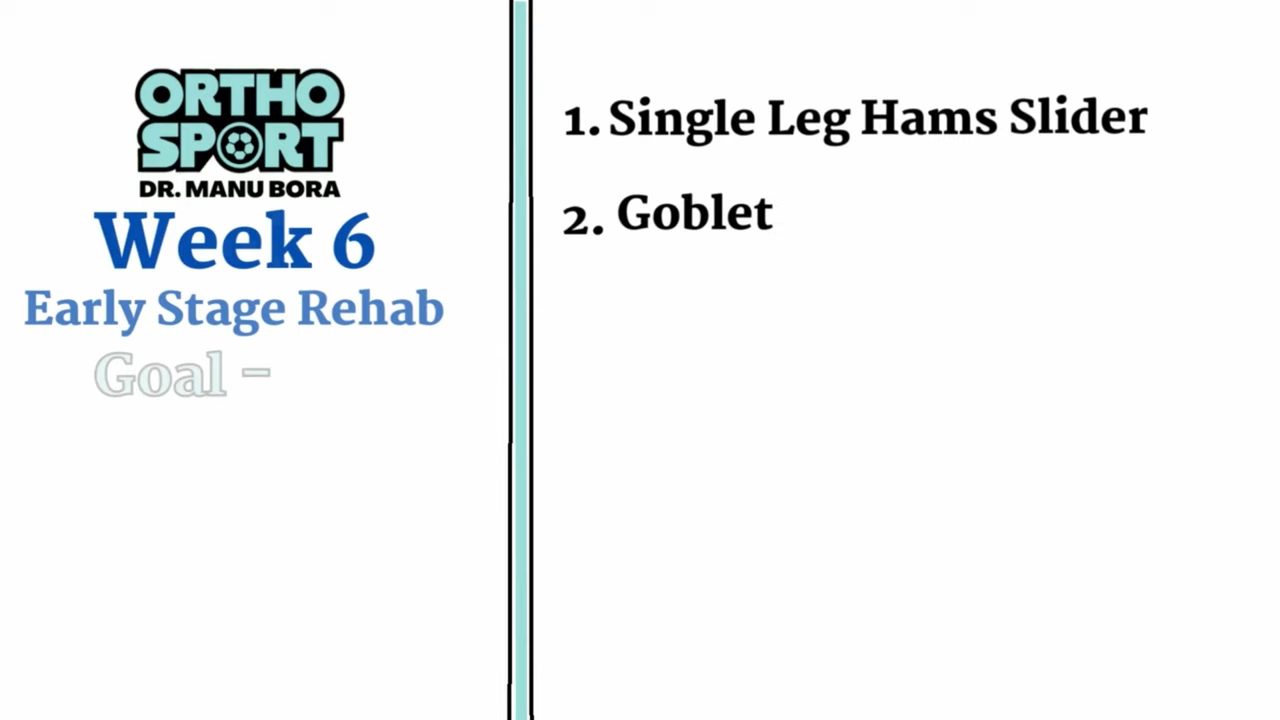 ORTHO
SPORT
DR. MANU BORA
Week 6
Early Stage Rehab
Goal -
1. Single Leg Hams Slider
2. Goblet